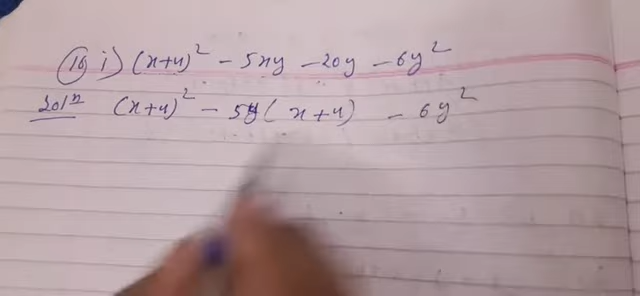 16 i) (x+4)² - 5xy - 20y - 6y²
Solⁿ (x+4)² - 5y(x+4) - 6y²